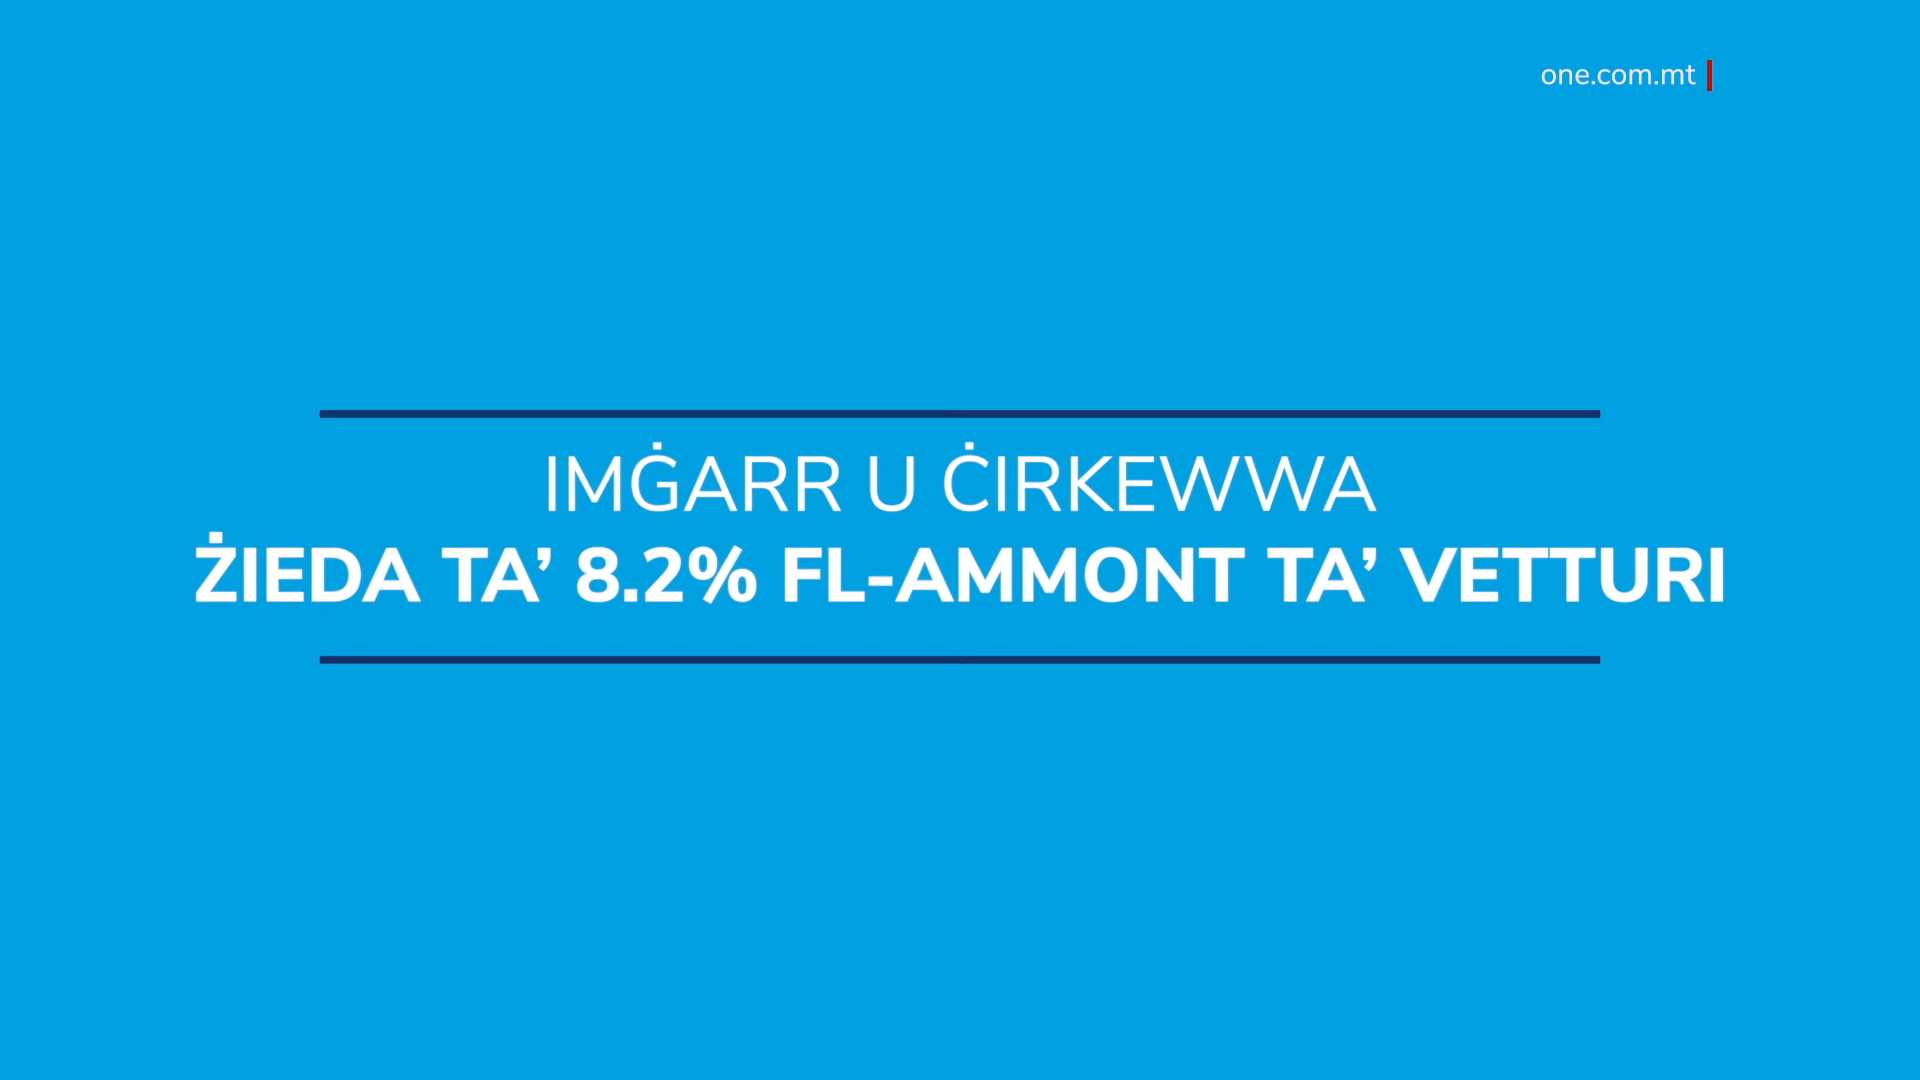 one.com.mt
IMĠARR U ĊIRKEWWA
ŻIEDA TA’ 8.2% FL-AMMONT TA’ VETTURI